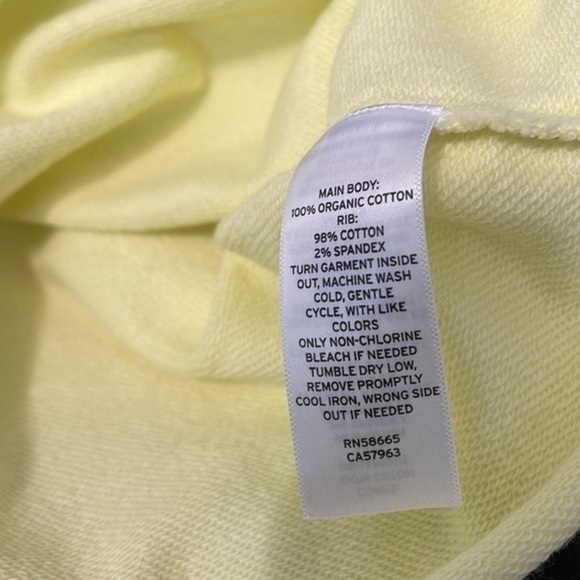 MAIN BODY:
100% ORGANIC COTTON
RIB:
98% COTTON
2% SPANDEX
TURN GARMENT INSIDE
OUT, MACHINE WASH
COLD, GENTLE
CYCLE, WITH LIKE
COLORS
ONLY NON-CHLORINE
BLEACH IF NEEDED
TUMBLE DRY LOW,
REMOVE PROMPTLY
COOL IRON, WRONG SIDE
OUT IF NEEDED
RN58665
CA57963